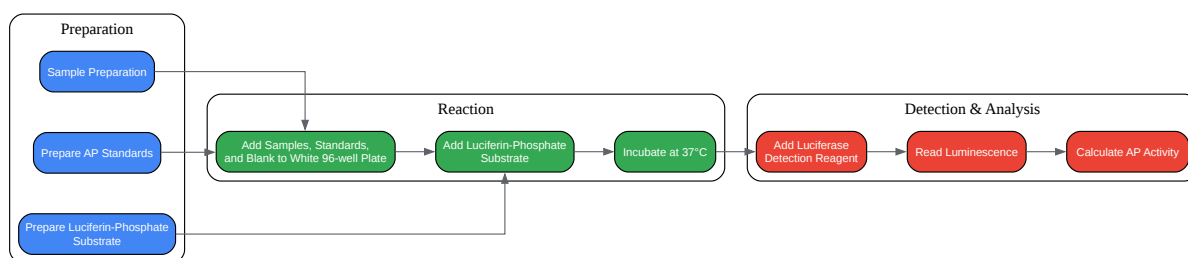 Preparation
Sample Preparation
Prepare AP Standards
Prepare Luciferin-Phosphate
Substrate
Reaction
Add Samples, Standards,
and Blank to White 96-well Plate
Add Luciferin-Phosphate
Substrate
Incubate at 37°C
Detection & Analysis
Add Luciferase
Detection Reagent
Read Luminescence
Calculate AP Activity